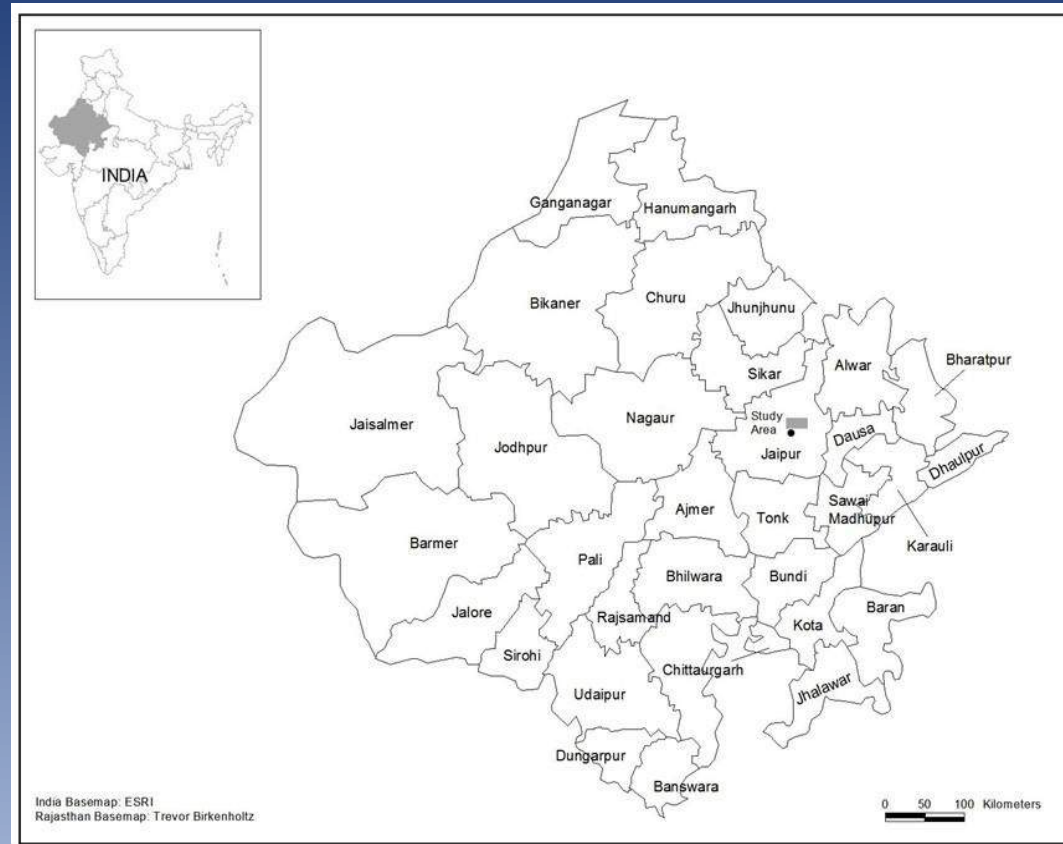 INDIA
Ganganagar
Hanumangarh
Bikaner
Churu
Jhunjhunu
Sikar
Alwar
Bharatpur
Jaisalmer
Jodhpur
Nagaur
Study
Area
Jaipur
Dausa
Dhaulpur
Ajmer
Tonk
Sawai
Madhupur
Karauli
Barmer
Pali
Bhilwara
Bundi
Jalore
Rajsamand
Kota
Baran
Sirohi
Chittaurgarh
Udaipur
Jhalawar
Dungarpur
Banswara
India Basemap: ESRI
Rajasthan Basemap: Trevor Birkenholtz
0 50 100 Kilometers